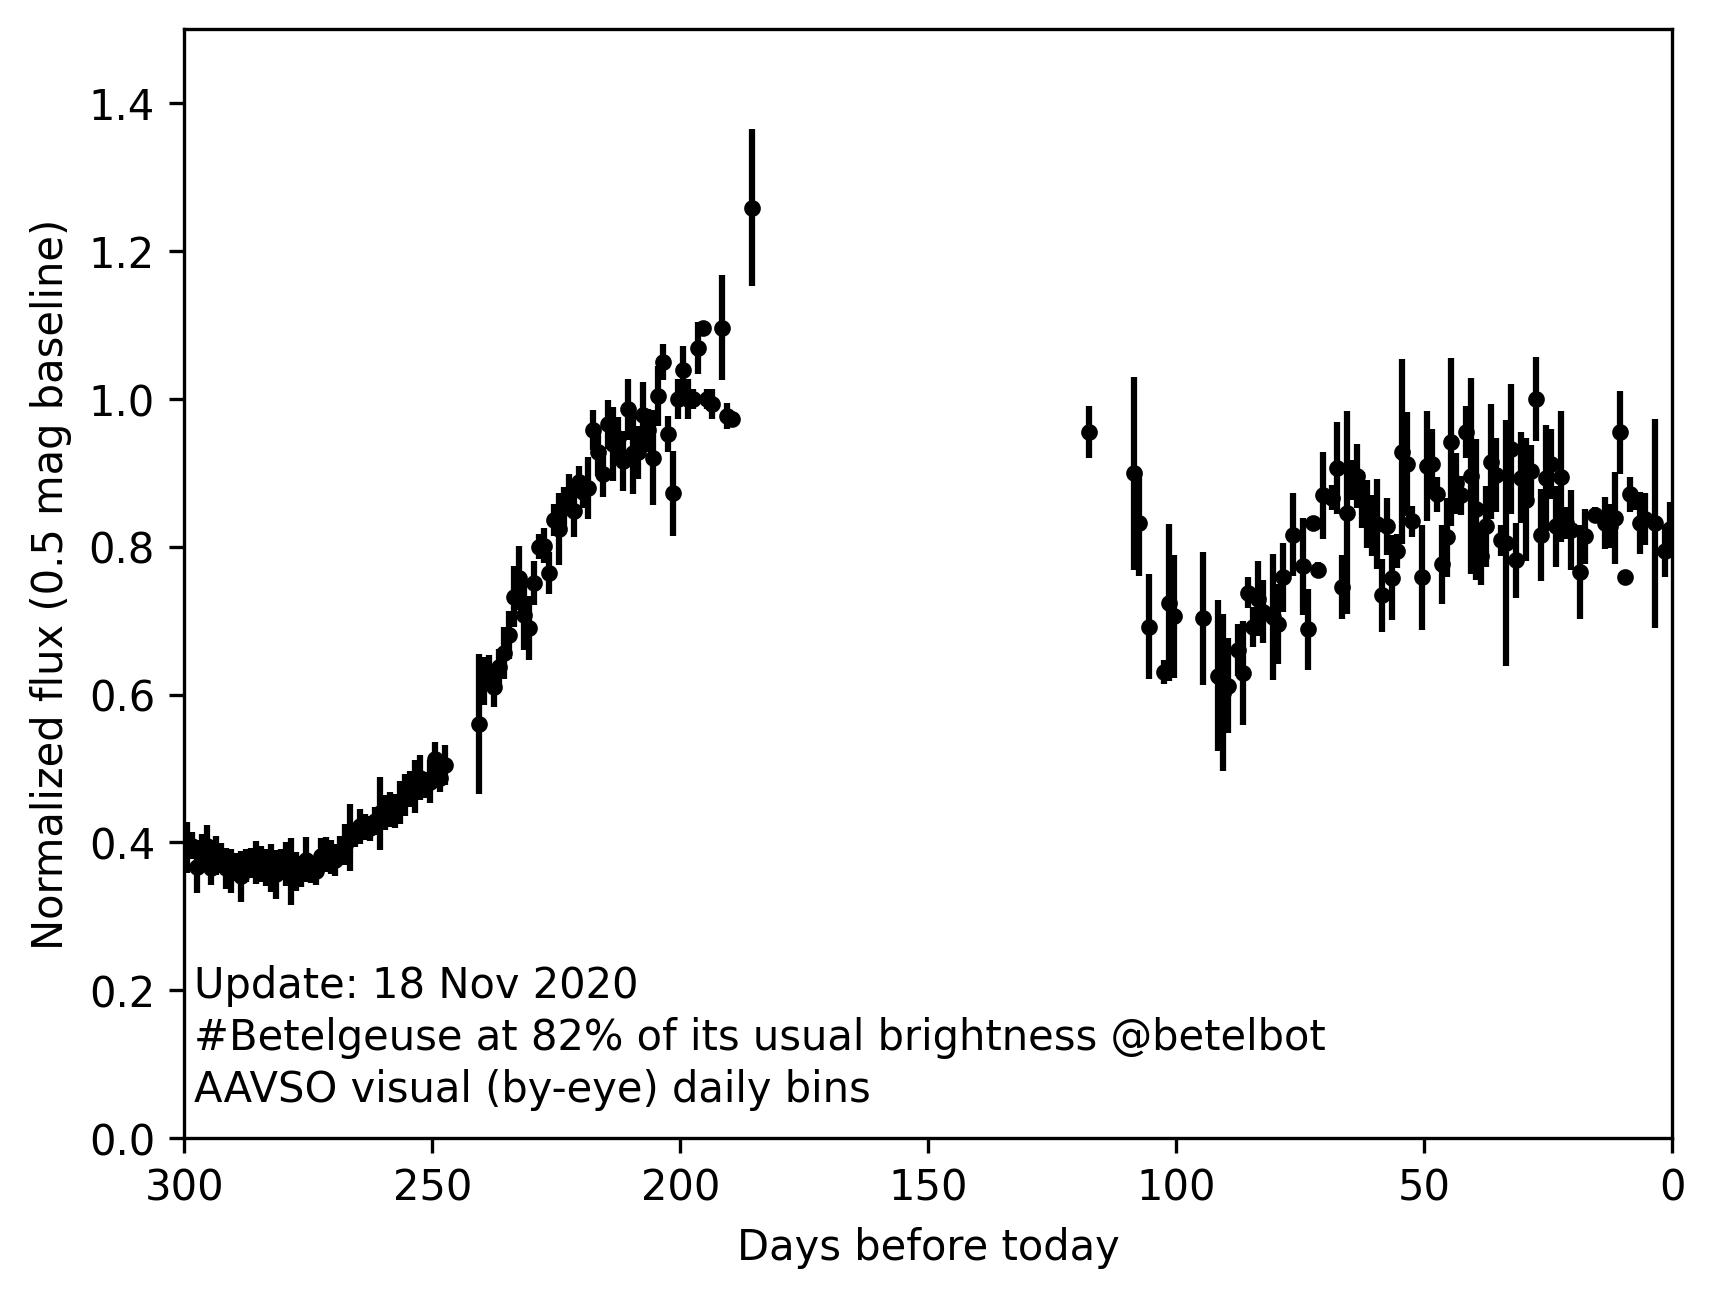 1.4
1.2
1.0
0.8
0.6
0.4
0.2
0.0
Normalized flux (0.5 mag baseline)
Update: 18 Nov 2020
#Betelgeuse at 82% of its usual brightness @betelbot
AAVSO visual (by-eye) daily bins
300 250 200 150 100 50 0
Days before today